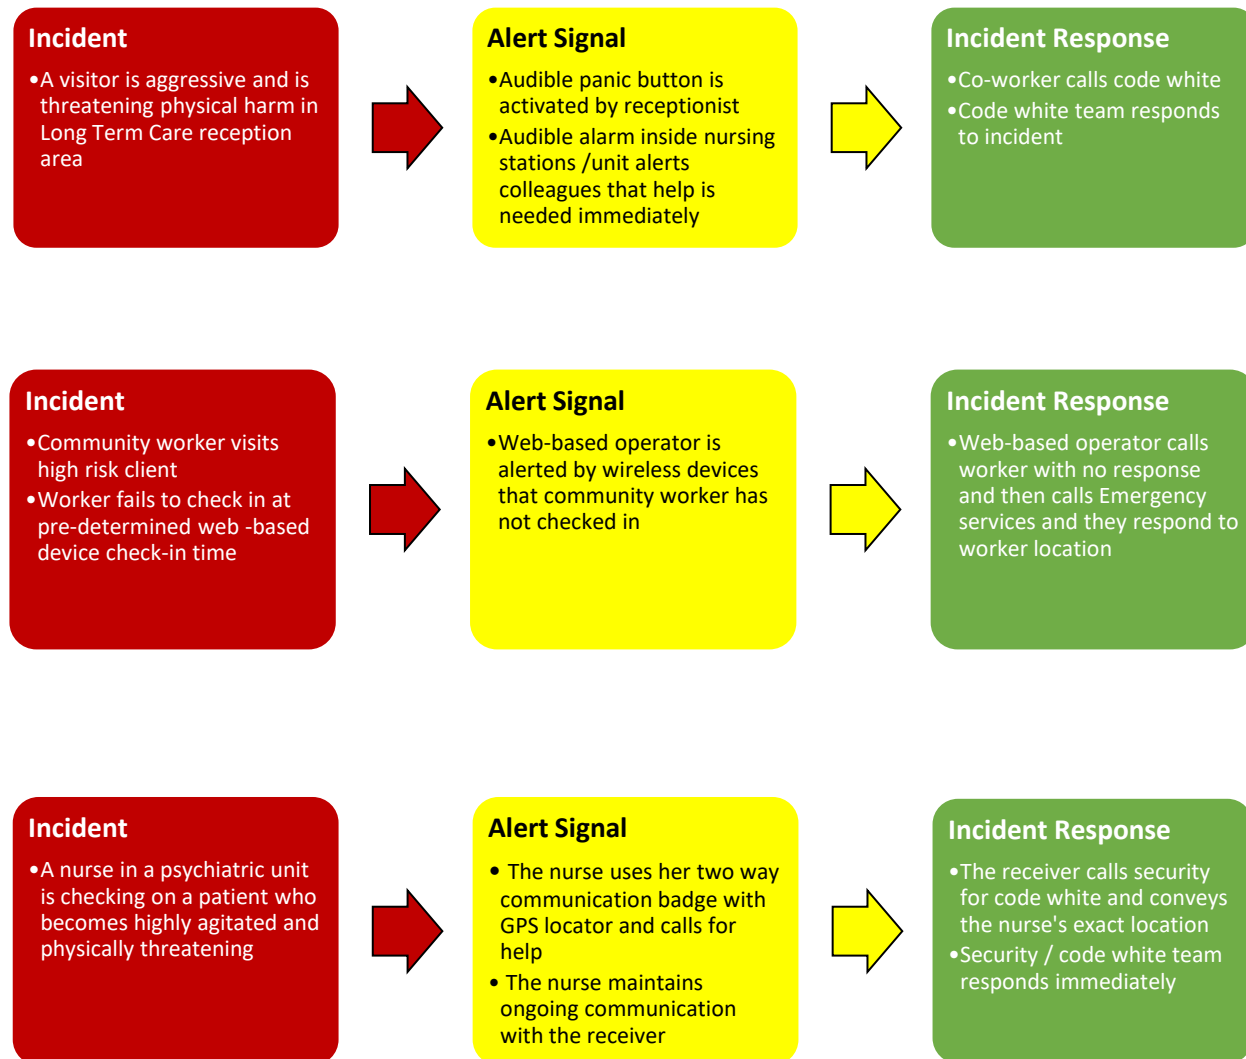 Incident
•A visitor is aggressive and is
threatening physical harm in
Long Term Care reception
area
Alert Signal
•Audible panic button is
activated by receptionist
•Audible alarm inside nursing
stations /unit alerts
colleagues that help is
needed immediately
Incident Response
•Co-worker calls code white
•Code white team responds
to incident
Incident
•Community worker visits
high risk client
•Worker fails to check in at
pre-determined web -based
device check-in time
Alert Signal
•Web-based operator is
alerted by wireless devices
that community worker has
not checked in
Incident Response
•Web-based operator calls
worker with no response
and then calls Emergency
services and they respond to
worker location
Incident
•A nurse in a psychiatric unit
is checking on a patient who
becomes highly agitated and
physically threatening
Alert Signal
• The nurse uses her two way
communication badge with
GPS locator and calls for
help
• The nurse maintains
ongoing communication
with the receiver
Incident Response
•The receiver calls security
for code white and conveys
the nurse's exact location
•Security / code white team
responds immediately